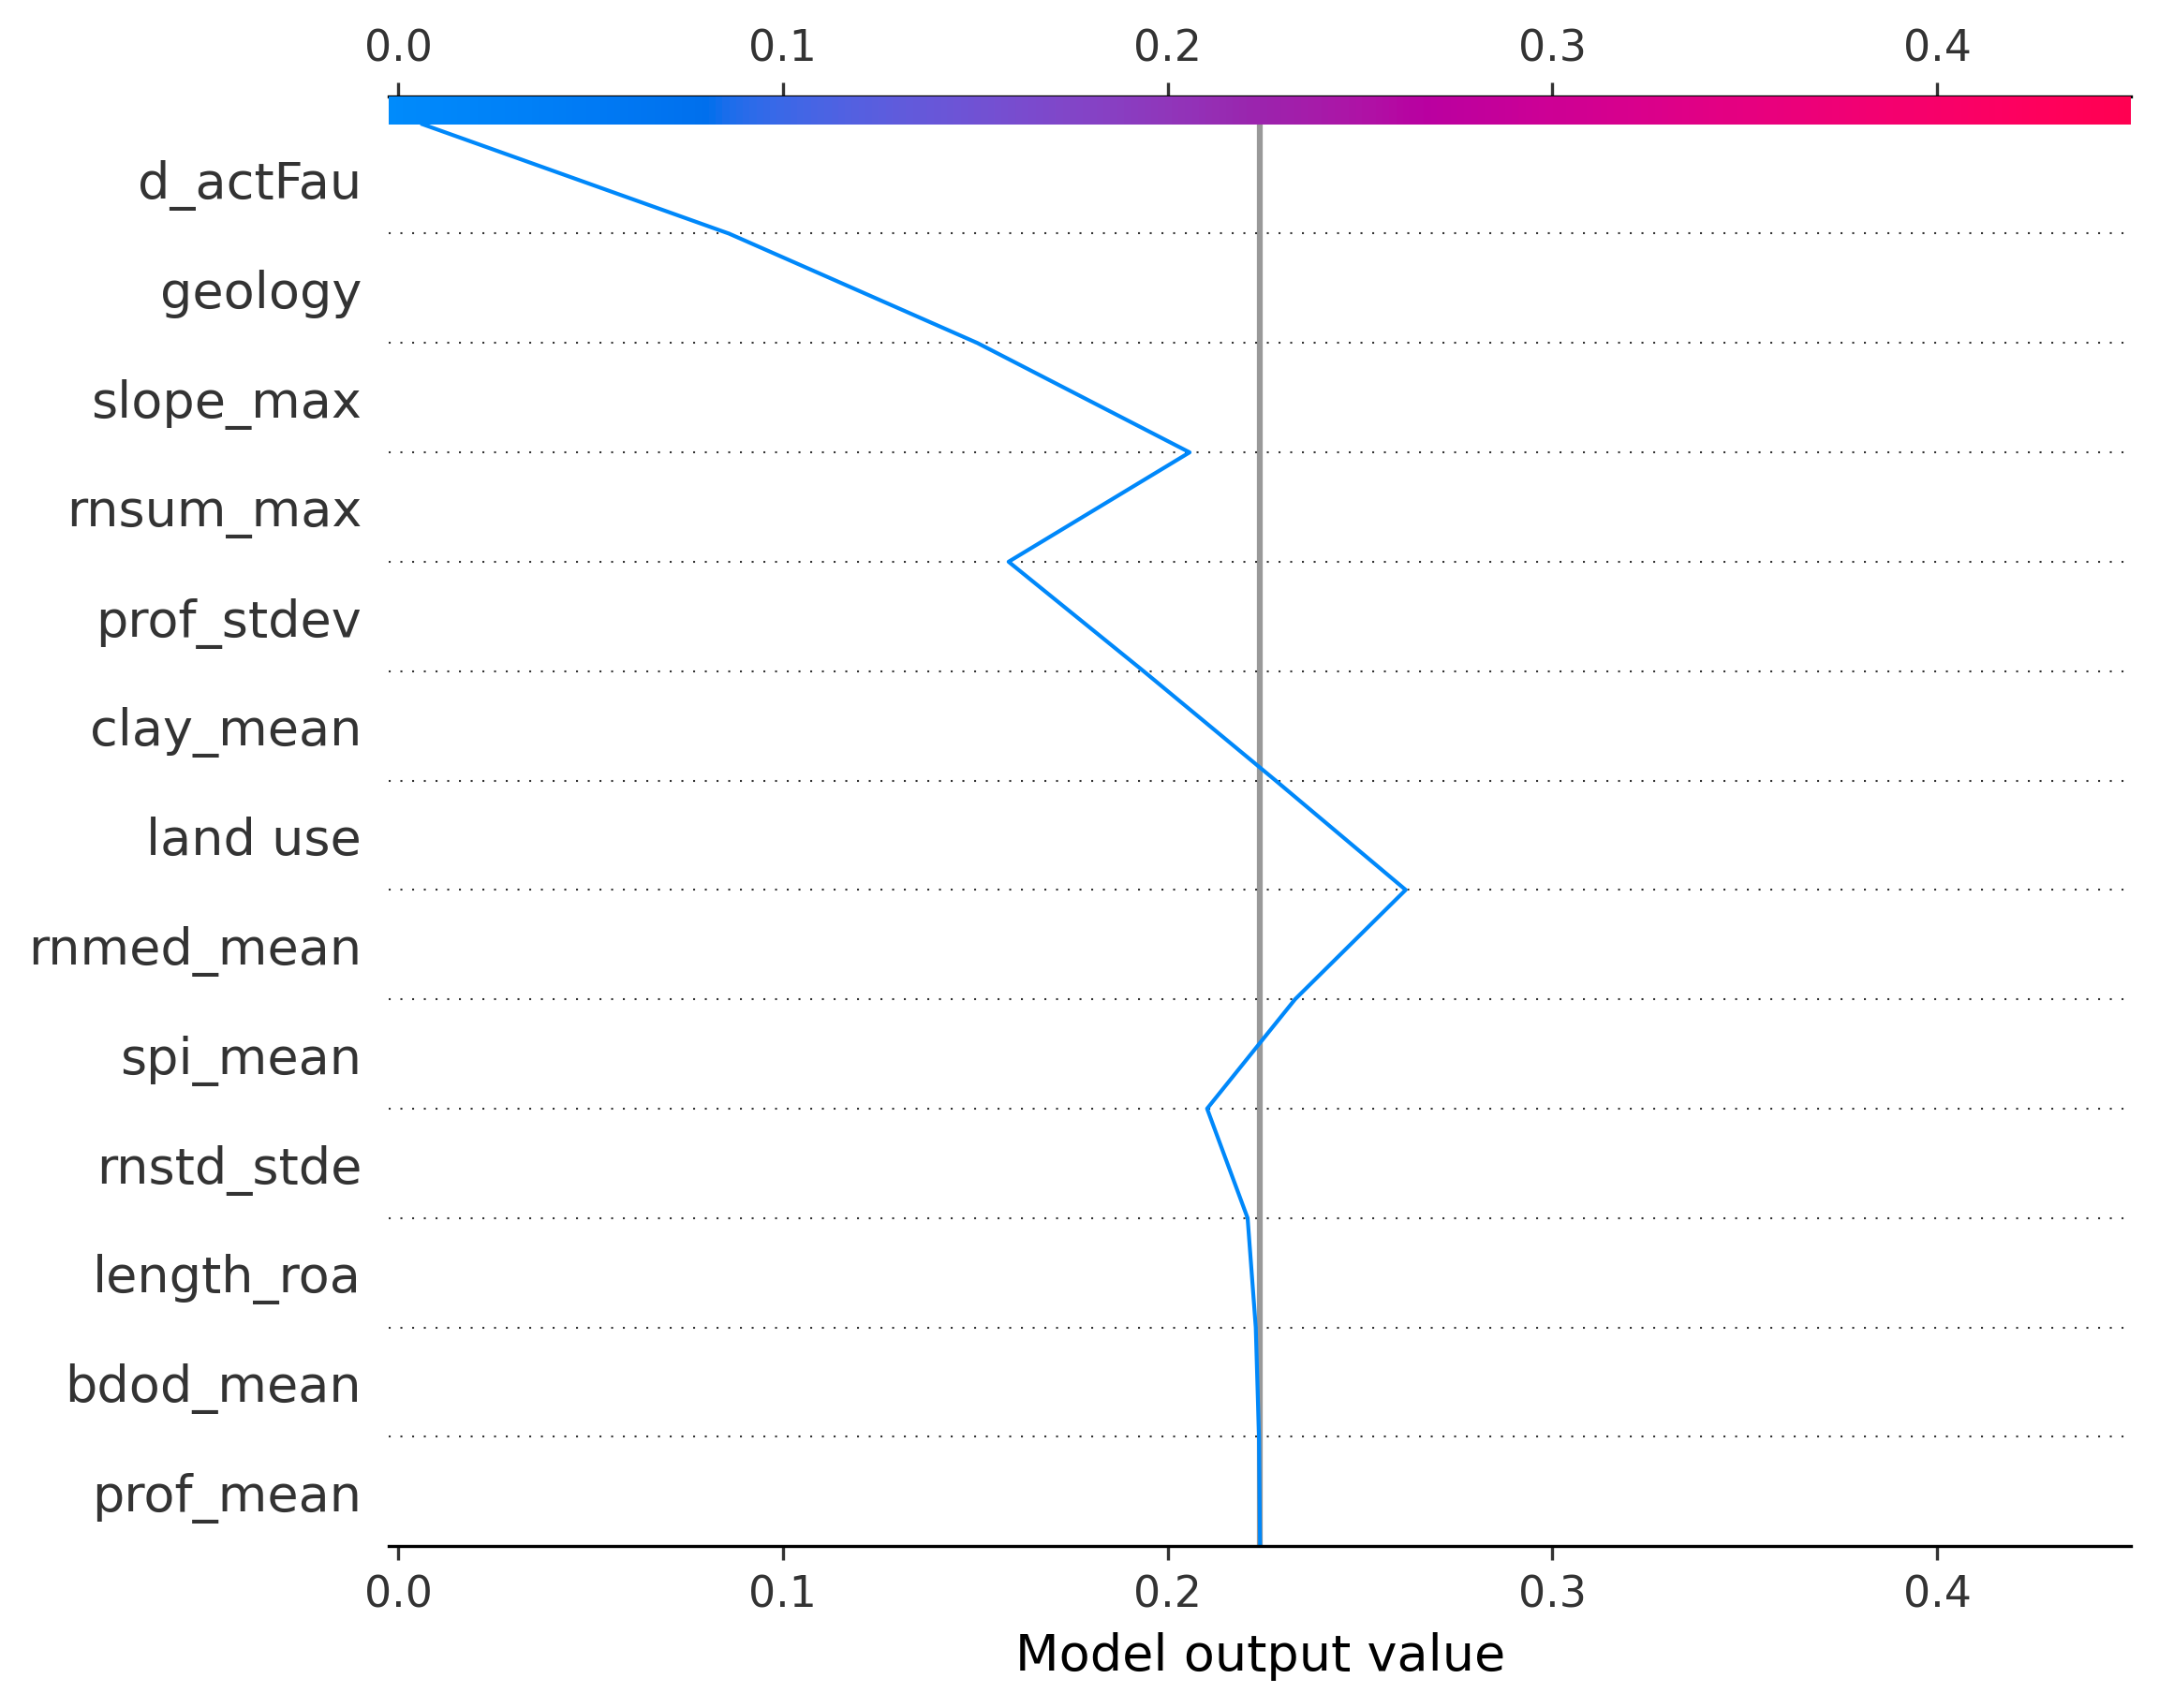 0.0 0.1 0.2 0.3 0.4
d_actFau
geology
slope_max
rnsum_max
prof_stdev
clay_mean
land use
rnmed_mean
spi_mean
rnstd_stde
length_roa
bdod_mean
prof_mean
0.0 0.1 0.2 0.3 0.4
Model output value